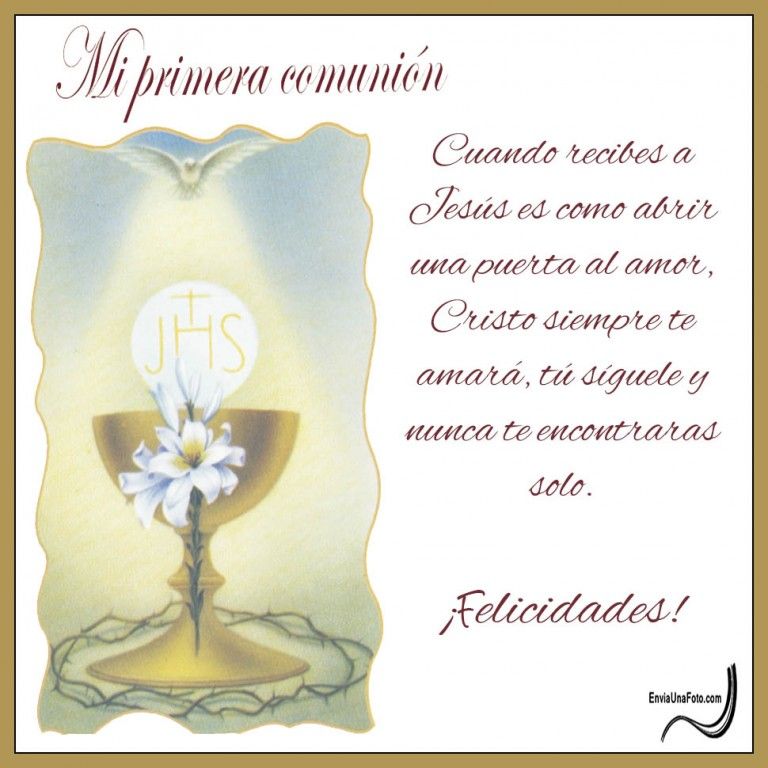 Mi primera comunión
Cuando recibes a
Jesús es como abrir
una puerta al amor,
Cristo siempre te
amará, tú síguele y
nunca te encontraras
solo.
¡Felicidades!
JHS
EnviaUnaFoto.com